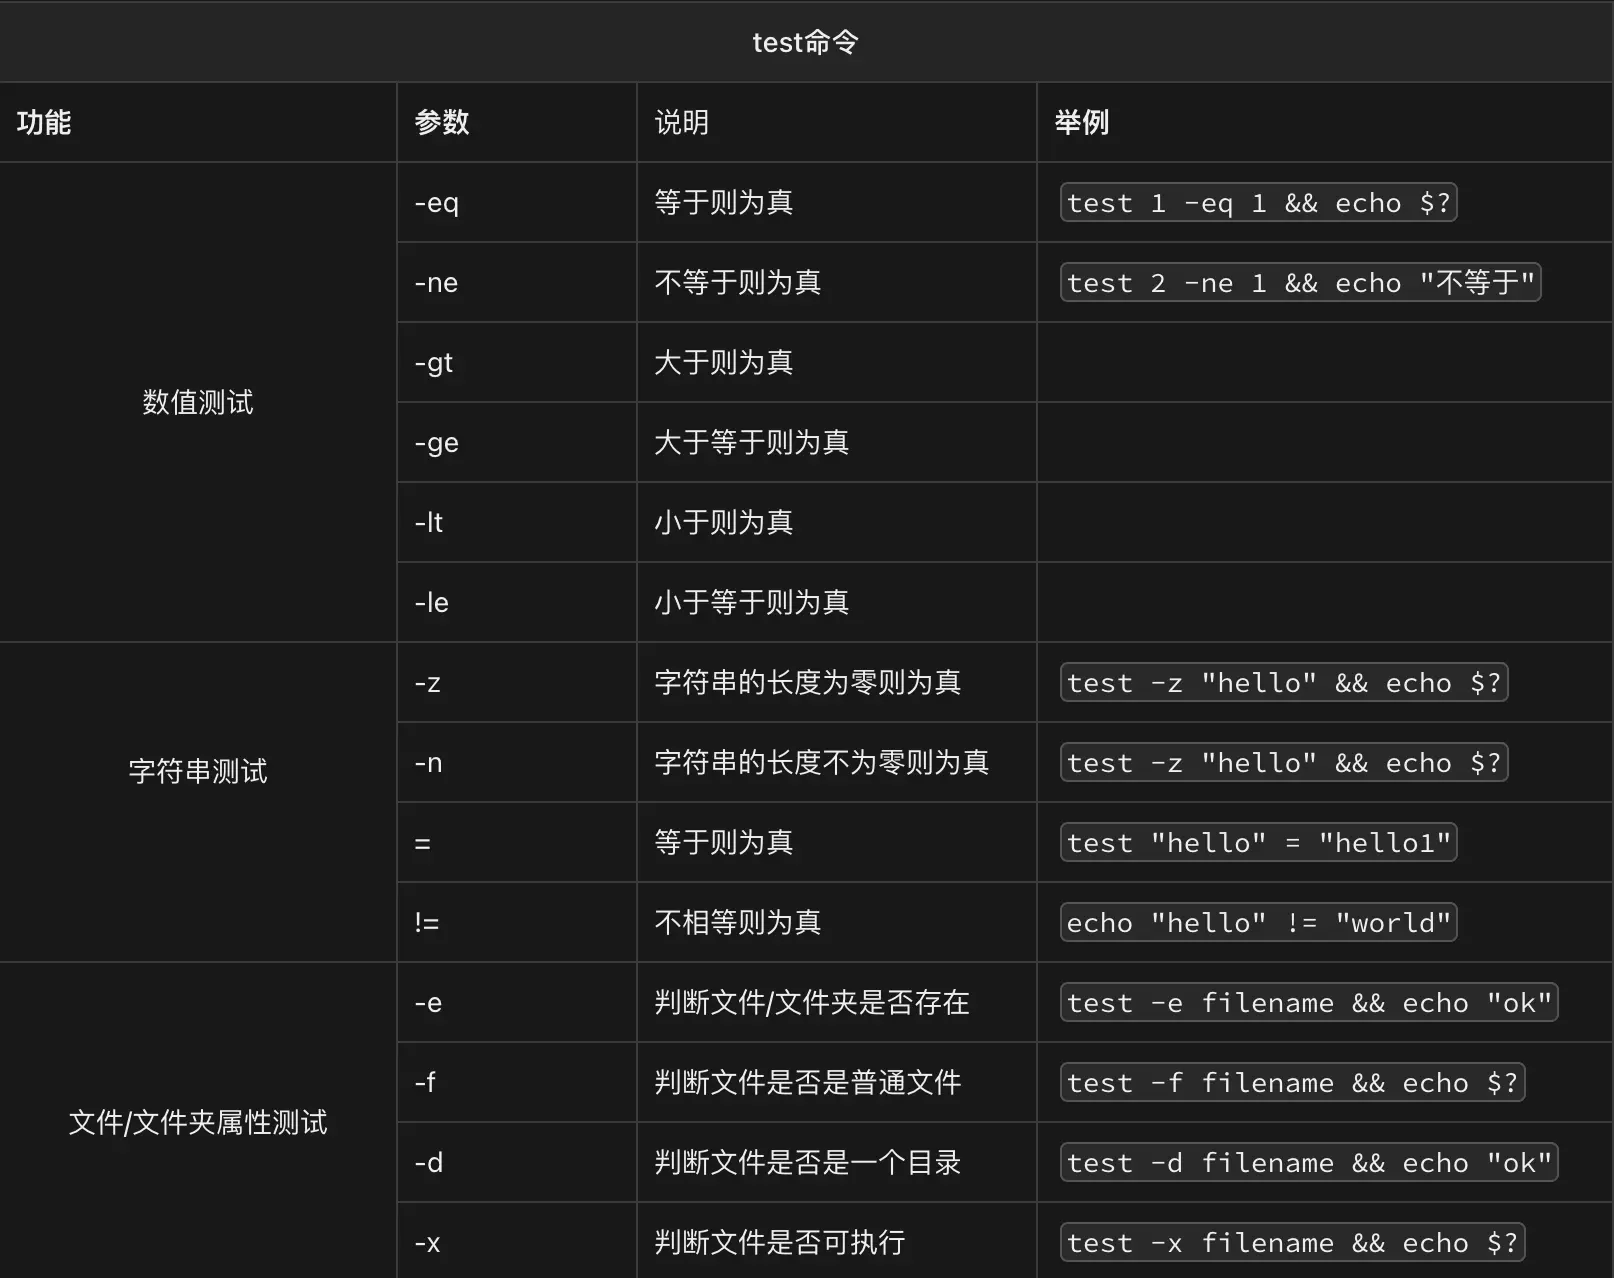 test命令
功能 参数 说明 举例
数值测试
-eq 等于则为真 test 1 -eq 1 && echo $?
-ne 不等于则为真 test 2 -ne 1 && echo "不等于"
-gt 大于则为真
-ge 大于等于则为真
-lt 小于则为真
-le 小于等于则为真
字符串测试
-z 字符串的长度为零则为真 test -z "hello" && echo $?
-n 字符串的长度不为零则为真 test -z "hello" && echo $?
= 等于则为真 test "hello" = "hello1"
!= 不相等则为真 echo "hello" != "world"
文件/文件夹属性测试
-e 判断文件/文件夹是否存在 test -e filename && echo "ok"
-f 判断文件是否是普通文件 test -f filename && echo $?
-d 判断文件是否是一个目录 test -d filename && echo "ok"
-x 判断文件是否可执行 test -x filename && echo $?